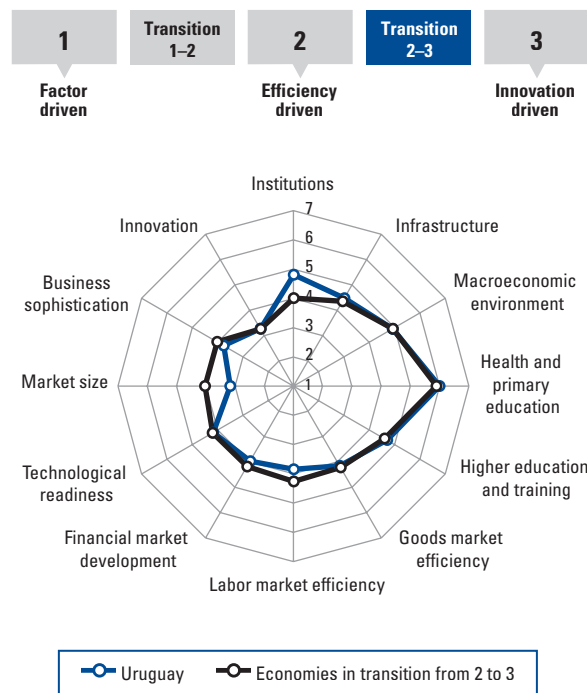 1
Transition
1–2
2
Transition
2–3
3
Factor
driven
Efficiency
driven
Innovation
driven
Institutions
7
6
5
4
3
2
1
Infrastructure
Macroeconomic
environment
Health and
primary
education
Higher education
and training
Goods market
efficiency
Labor market efficiency
Financial market
development
Technological
readiness
Market size
Business
sophistication
Innovation
Uruguay
Economies in transition from 2 to 3